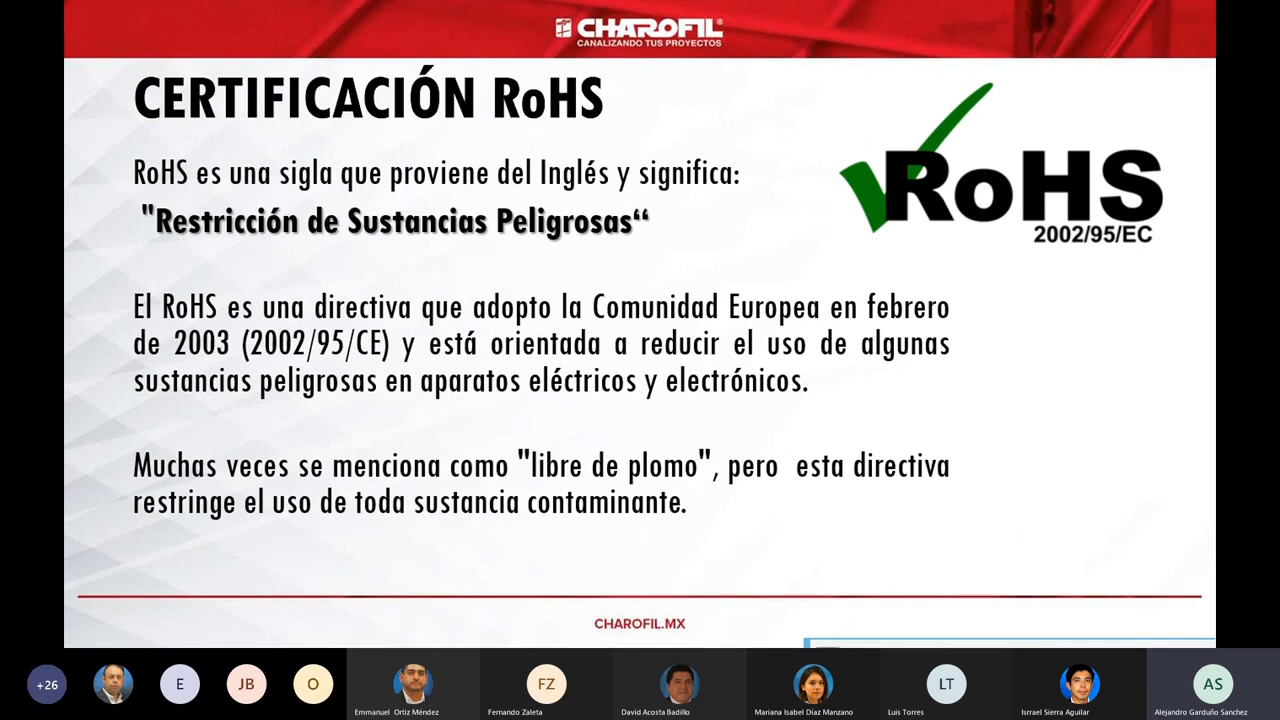 CHAROFIL®
CANALIZANDO TUS PROYECTOS
CERTIFICACIÓN RoHS
RoHS es una sigla que proviene del Inglés y significa:
"Restricción de Sustancias Peligrosas“
RoHS
2002/95/EC
El RoHS es una directiva que adopto la Comunidad Europea en febrero
de 2003 (2002/95/CE) y está orientada a reducir el uso de algunas
sustancias peligrosas en aparatos eléctricos y electrónicos.
Muchas veces se menciona como "libre de plomo", pero esta directiva
restringe el uso de toda sustancia contaminante.
CHAROFIL.MX
+26
E
JB
O
FZ
LT
AS
Emmanuel Ortiz Méndez
Fernando Zaleta
David Acosta Badillo
Mariana Isabel Díaz Manzano
Luis Torres
Isrrael Sierra Aguilar
Alejandro Garduño Sanchez